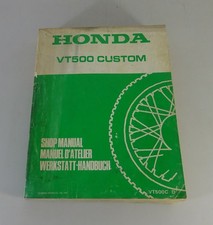 HONDA
VT500 CUSTOM
SHOP MANUAL
MANUEL D'ATELIER
WERKSTATT-HANDBUCH